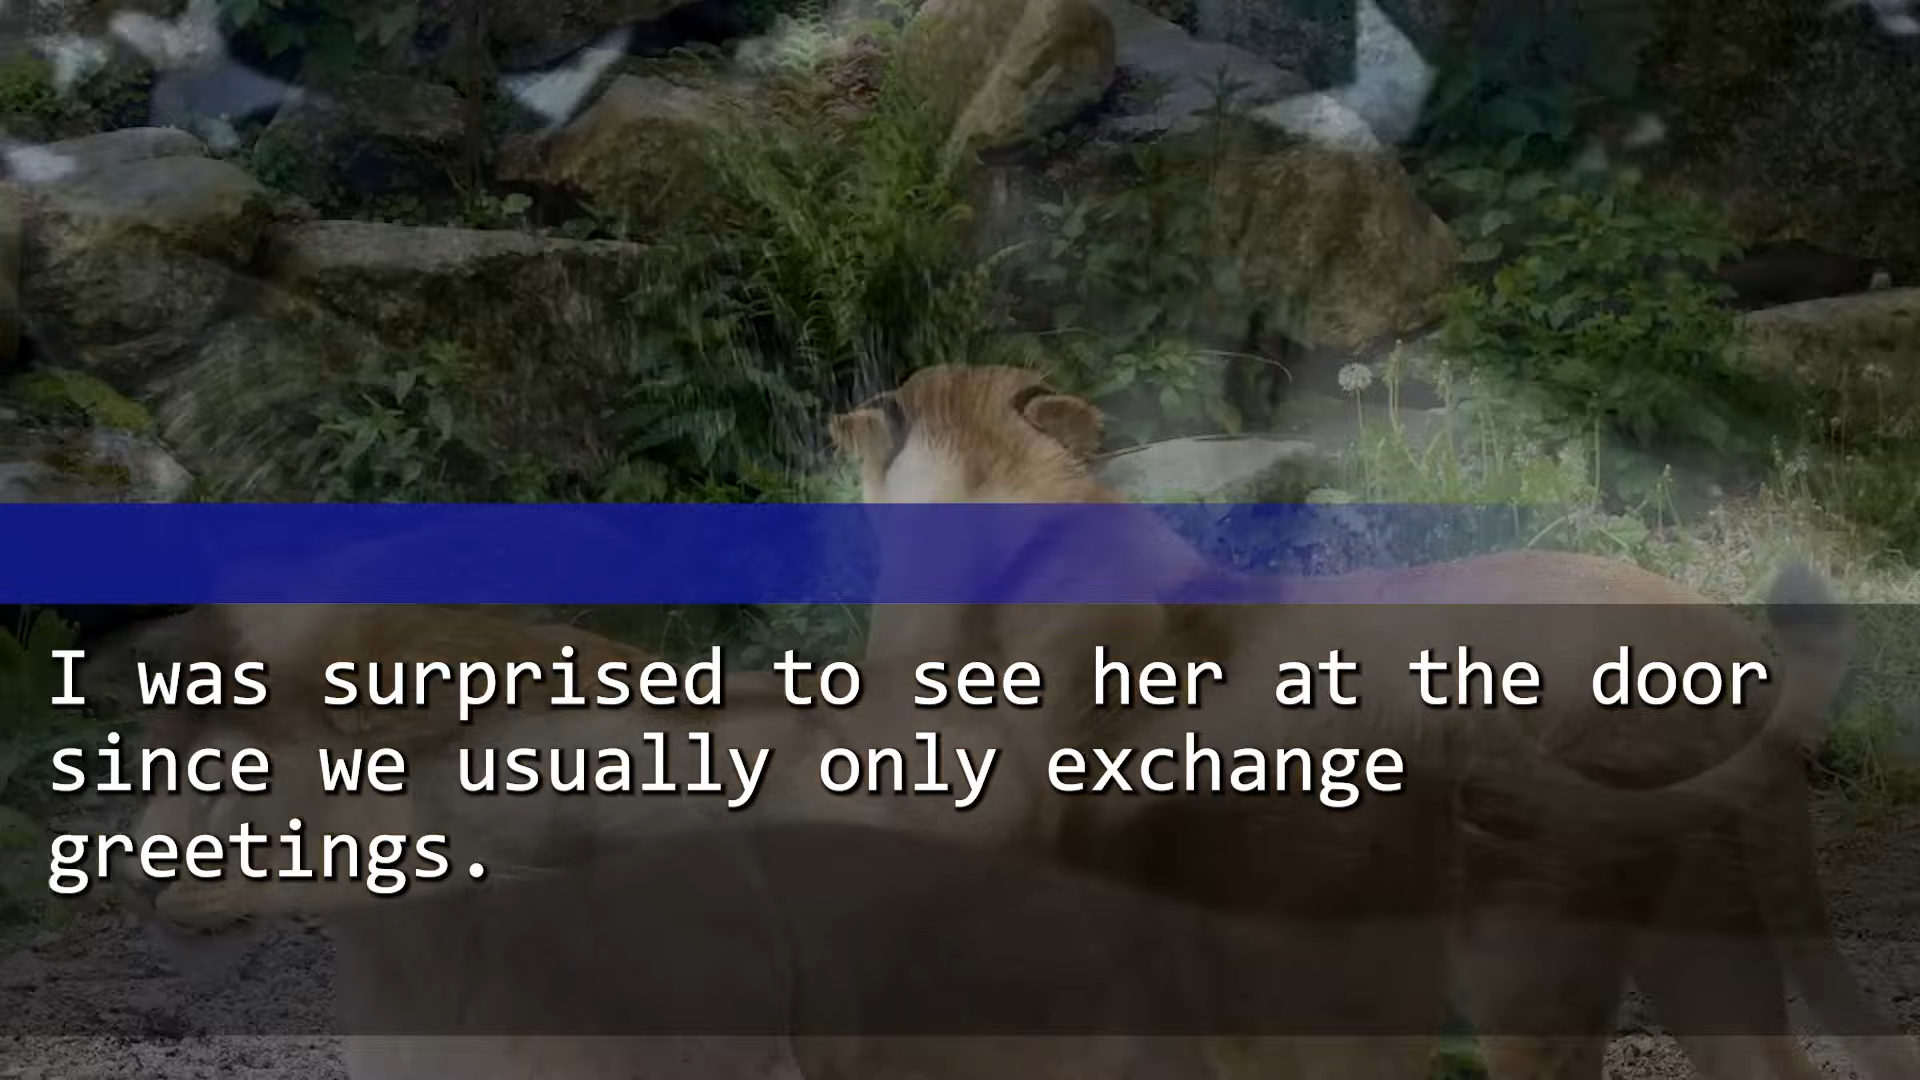 I was surprised to see her at the door
since we usually only exchange
greetings.